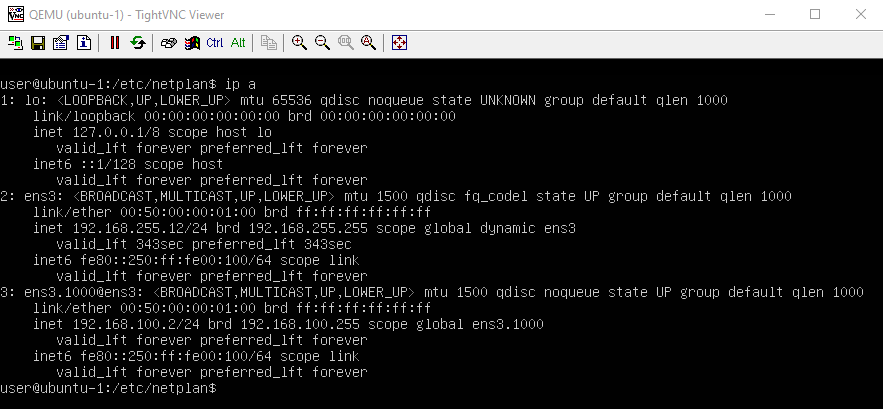 QEMU (ubuntu-1) - TightVNC Viewer
Ctrl Alt
user@ubuntu-1:/etc/netplan$ ip a
1: lo: <LOOPBACK,UP,LOWER_UP> mtu 65536 qdisc noqueue state UNKNOWN group default qlen 1000
    link/loopback 00:00:00:00:00:00 brd 00:00:00:00:00:00
    inet 127.0.0.1/8 scope host lo
       valid_lft forever preferred_lft forever
    inet6 ::1/128 scope host
       valid_lft forever preferred_lft forever
2: ens3: <BROADCAST,MULTICAST,UP,LOWER_UP> mtu 1500 qdisc fq_codel state UP group default qlen 1000
    link/ether 00:50:00:00:01:00 brd ff:ff:ff:ff:ff:ff
    inet 192.168.255.12/24 brd 192.168.255.255 scope global dynamic ens3
       valid_lft 343sec preferred_lft 343sec
    inet6 fe80::250:ff:fe00:100/64 scope link
       valid_lft forever preferred_lft forever
3: ens3.1000@ens3: <BROADCAST,MULTICAST,UP,LOWER_UP> mtu 1500 qdisc noqueue state UP group default qlen 1000
    link/ether 00:50:00:00:01:00 brd ff:ff:ff:ff:ff:ff
    inet 192.168.100.2/24 brd 192.168.100.255 scope global ens3.1000
       valid_lft forever preferred_lft forever
    inet6 fe80::250:ff:fe00:100/64 scope link
       valid_lft forever preferred_lft forever
user@ubuntu-1:/etc/netplan$